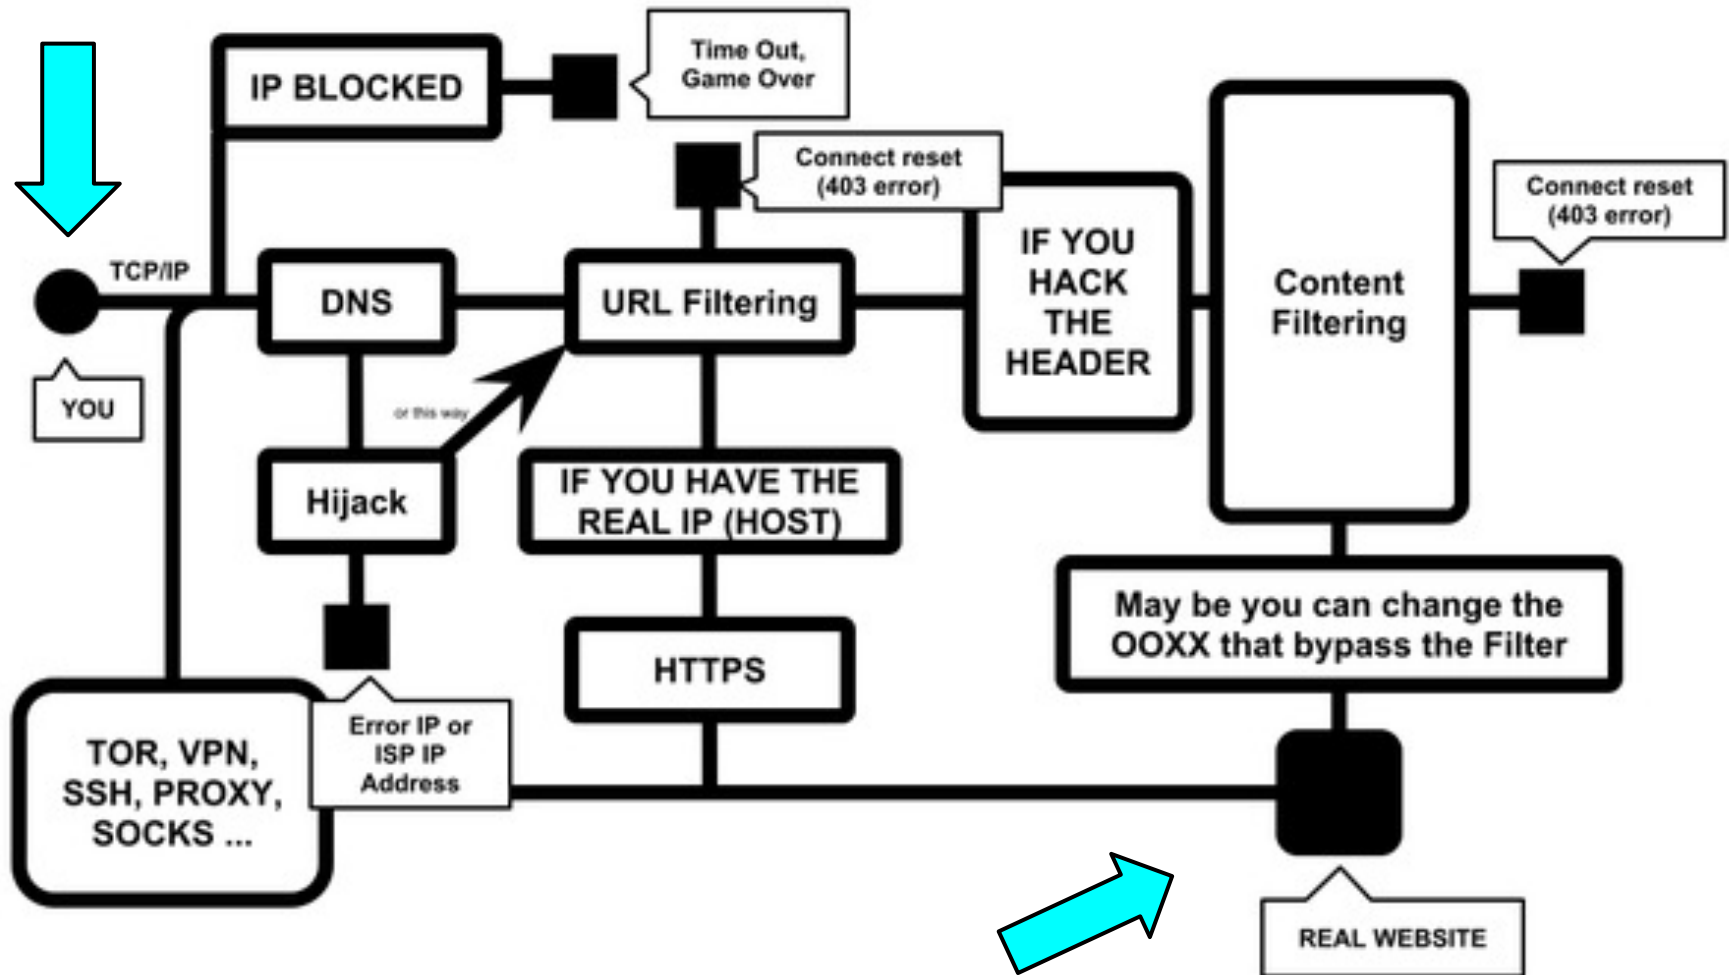 IP BLOCKED
Time Out,
Game Over
Connect reset
(403 error)
Connect reset
(403 error)
TCP/IP
YOU
DNS
URL Filtering
IF YOU
HACK
THE
HEADER
Content
Filtering
or this way
Hijack
IF YOU HAVE THE
REAL IP (HOST)
HTTPS
May be you can change the
OOXX that bypass the Filter
TOR, VPN,
SSH, PROXY,
SOCKS ...
Error IP or
ISP IP
Address
REAL WEBSITE